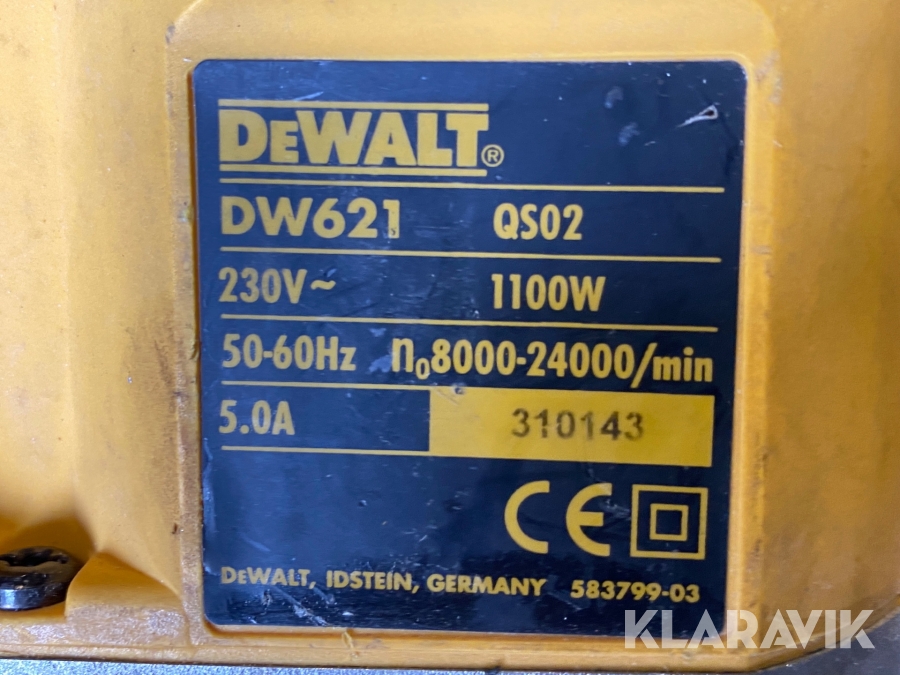 DEWALT®
DW621 QS02
230V~ 1100W
50-60Hz n₀8000-24000/min
5.0A 310143
CE
DEWALT, IDSTEIN, GERMANY 583799-03
KLARAVIK